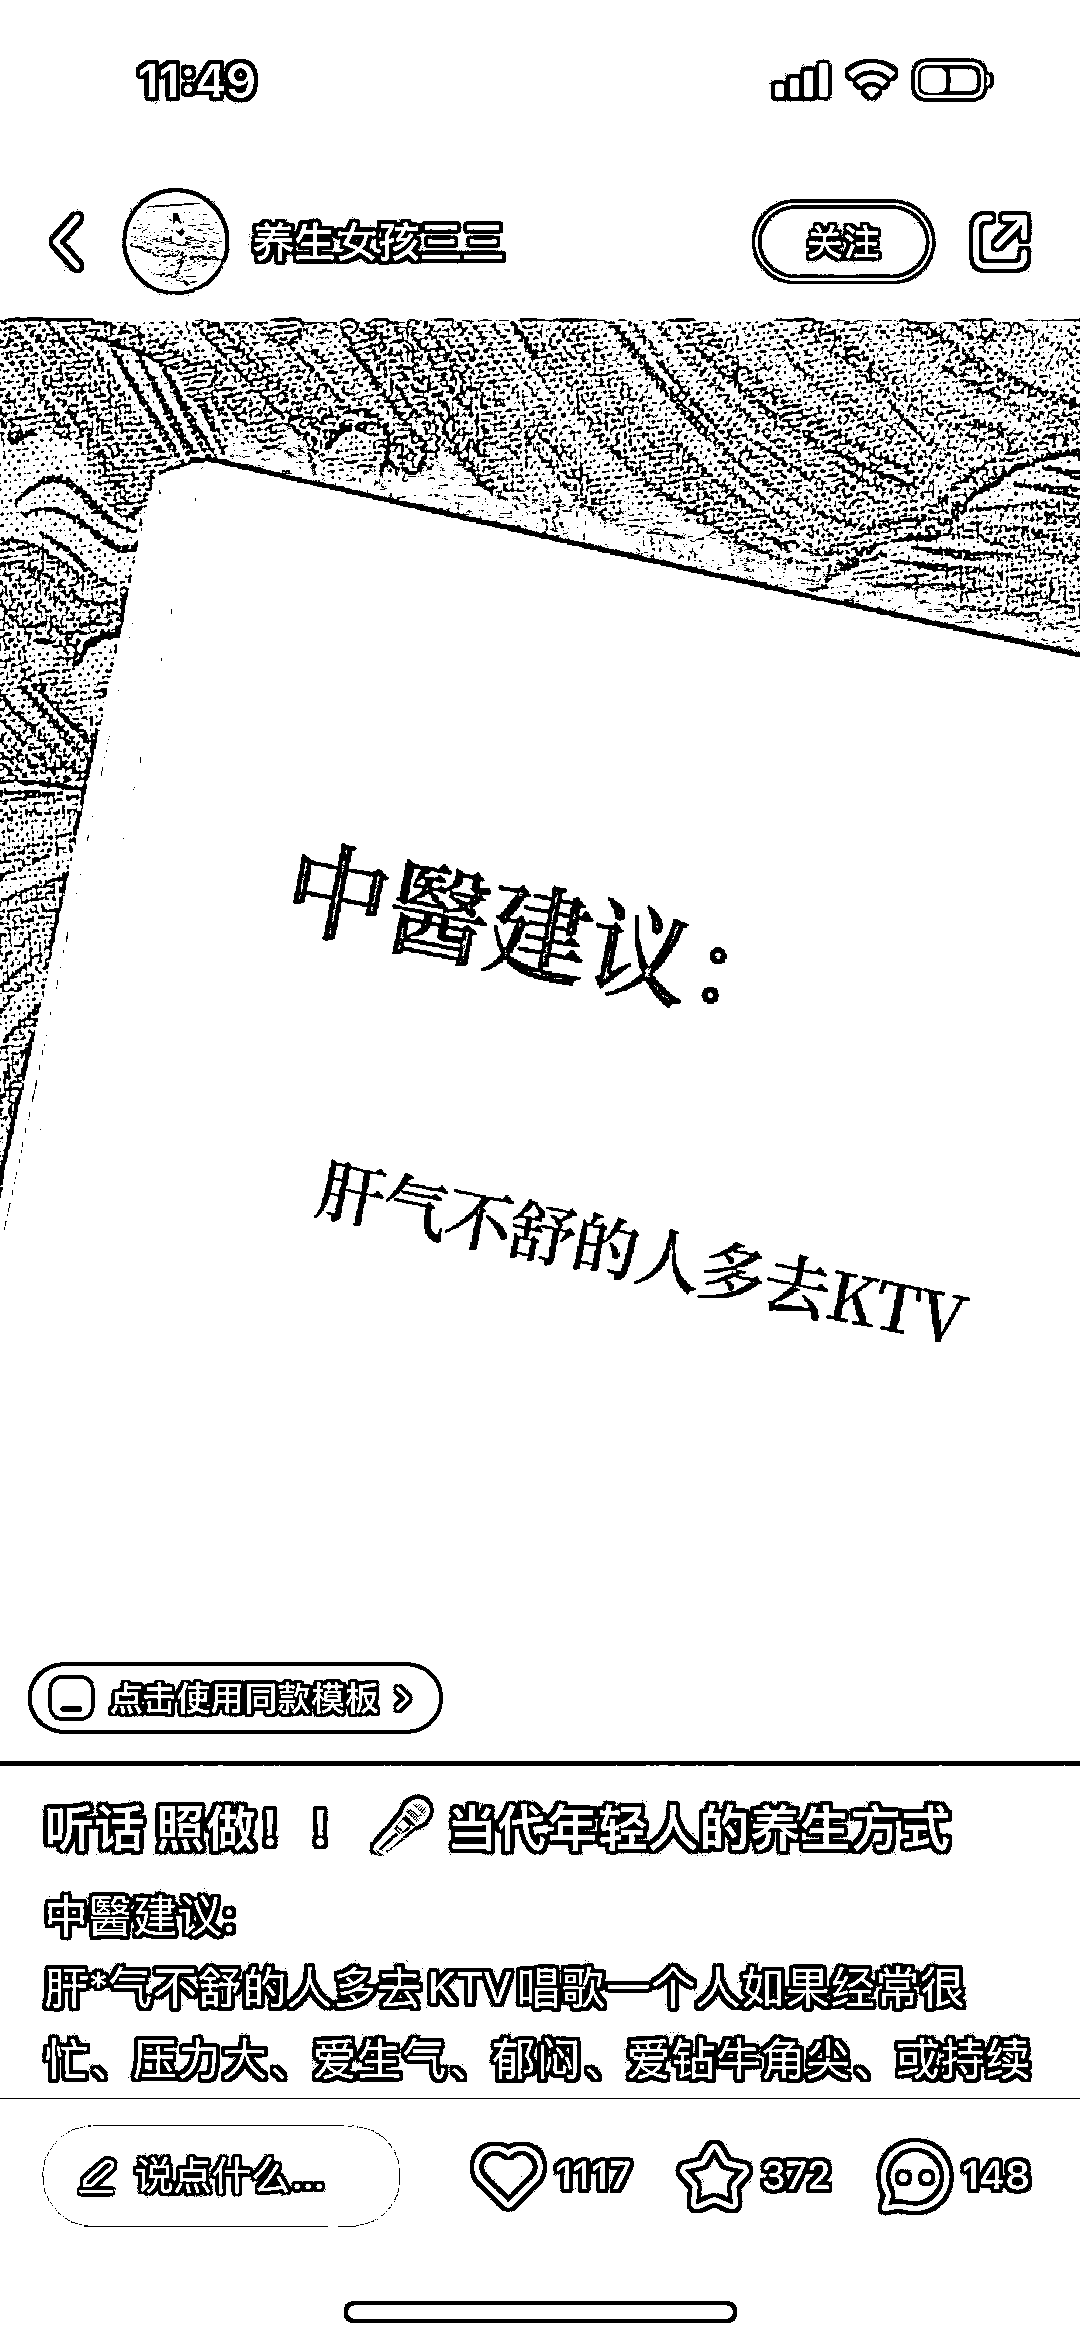 11:49
养生女孩三三
关注
中醫建议：
肝气不舒的人多去KTV
点击使用同款模板
听话 照做！！🎤当代年轻人的养生方式
中醫建议:
肝*气不舒的人多去KTV唱歌一个人如果经常很
忙、压力大、爱生气、郁闷、爱钻牛角尖、或持续
说点什么...
1117
372
148